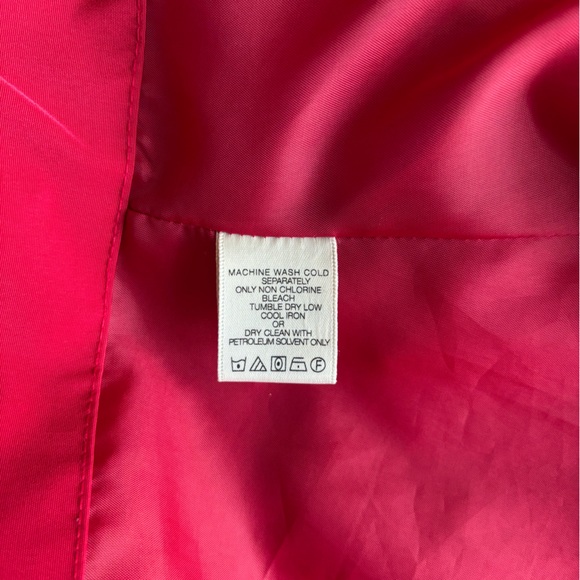 MACHINE WASH COLD
SEPARATELY
ONLY NON CHLORINE
BLEACH
TUMBLE DRY LOW
COOL IRON
OR
DRY CLEAN WITH
PETROLEUM SOLVENT ONLY
F